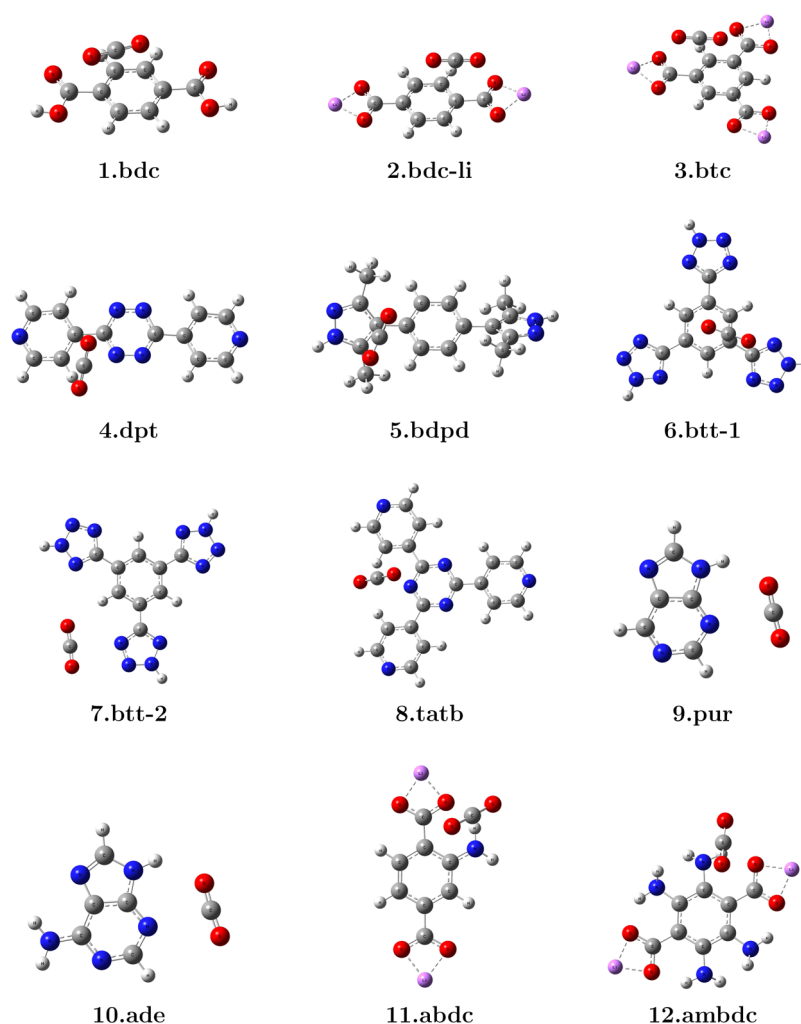 1.bdc
2.bdc-li
3.btc
4.dpt
5.bdpd
6.btt-1
7.btt-2
8.tatb
9.pur
10.ade
11.abdc
12.ambdc